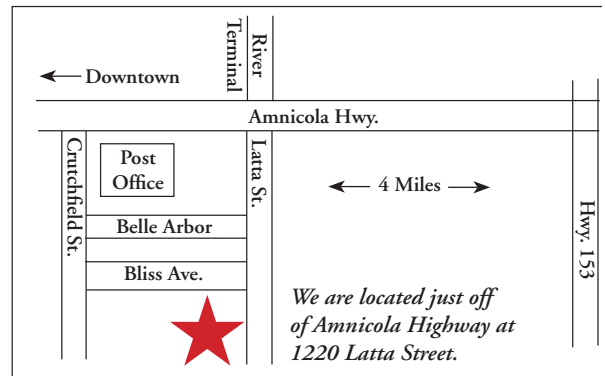 River
Terminal
Downtown
Amnicola Hwy.
Crutchfield St.
Post
Office
Latta St.
4 Miles
Hwy. 153
Belle Arbor
Bliss Ave.
We are located just off
of Amnicola Highway at
1220 Latta Street.